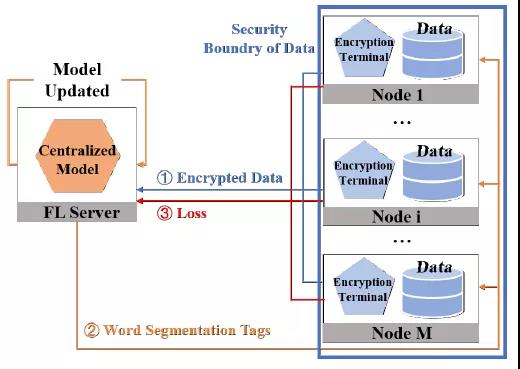 Security
Boundry of Data
Encryption
Terminal
Data
Node 1
...
Model
Updated
Centralized
Model
FL Server
① Encrypted Data
③ Loss
Encryption
Terminal
Data
Node i
...
Encryption
Terminal
Data
Node M
② Word Segmentation Tags